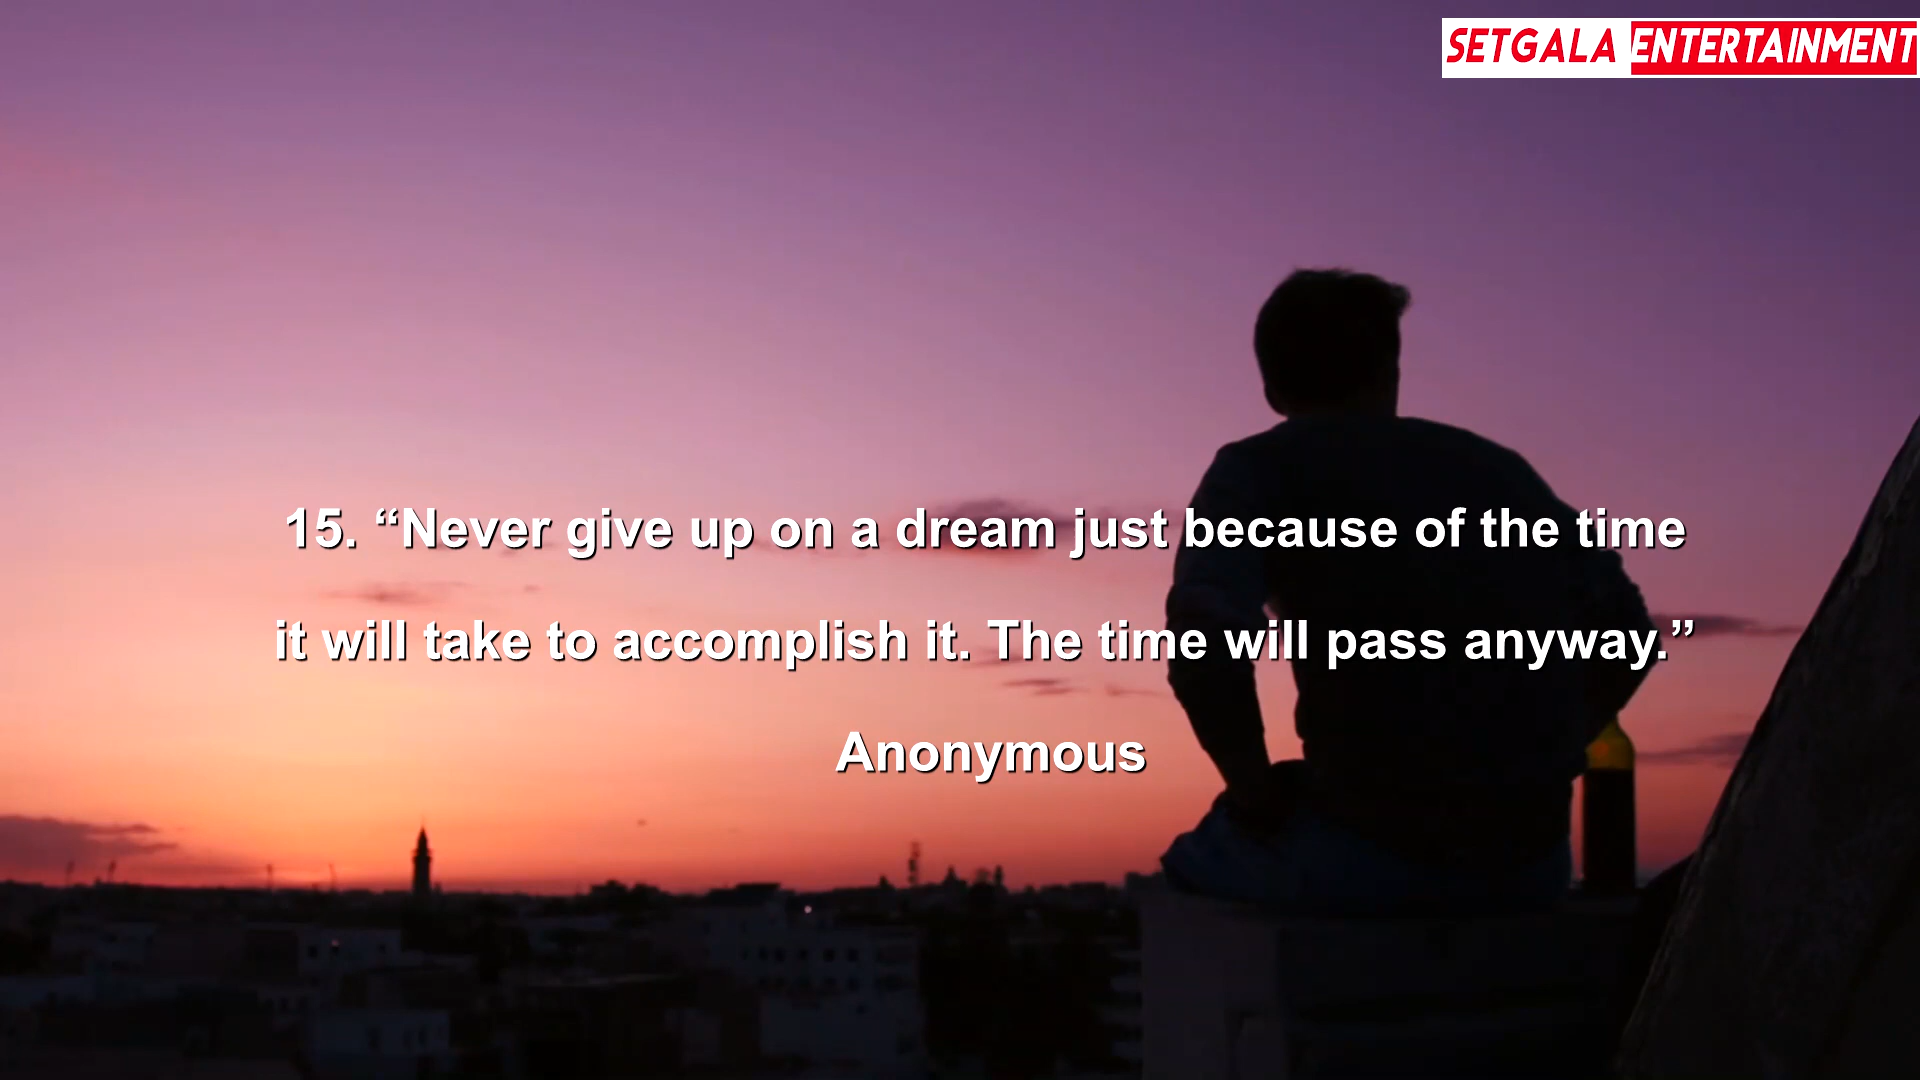 SETGALA ENTERTAINMENT
15. “Never give up on a dream just because of the time
it will take to accomplish it. The time will pass anyway.”
Anonymous